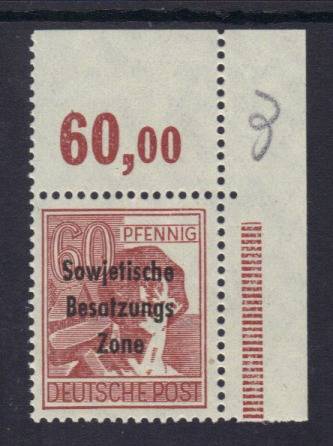 60,00
60 PFENNIG
Sowjetische
Besatzungs
Zone
DEUTSCHE POST